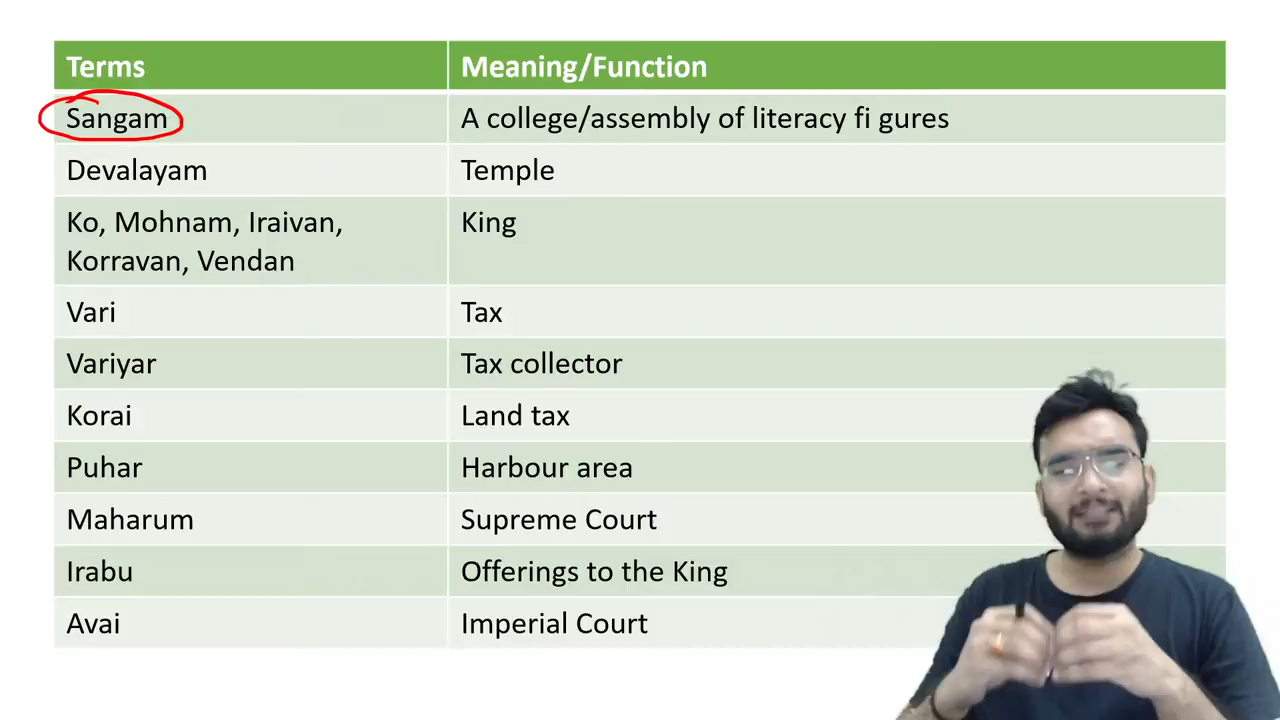 Terms Meaning/Function
Sangam A college/assembly of literacy fi gures
Devalayam Temple
Ko, Mohnam, Iraivan, King
Korravan, Vendan
Vari Tax
Variyar Tax collector
Korai Land tax
Puhar Harbour area
Maharum Supreme Court
Irabu Offerings to the King
Avai Imperial Court